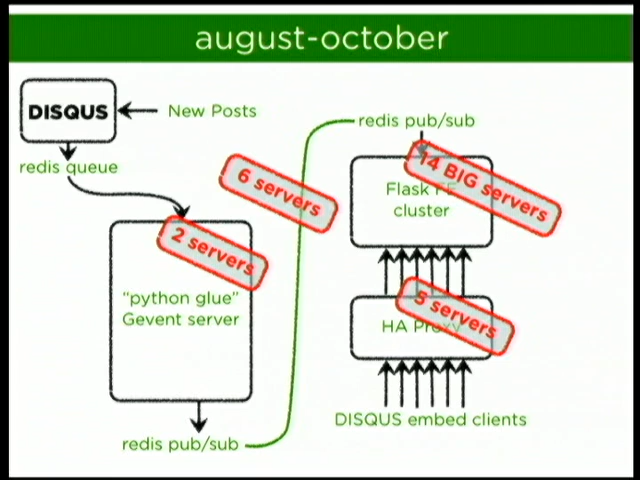 august-october
DISQUS
New Posts
redis queue
redis pub/sub
6 servers
14 BIG servers
Flask FE
cluster
2 servers
"python glue"
Gevent server
5 servers
HA Proxy
DISQUS embed clients
redis pub/sub